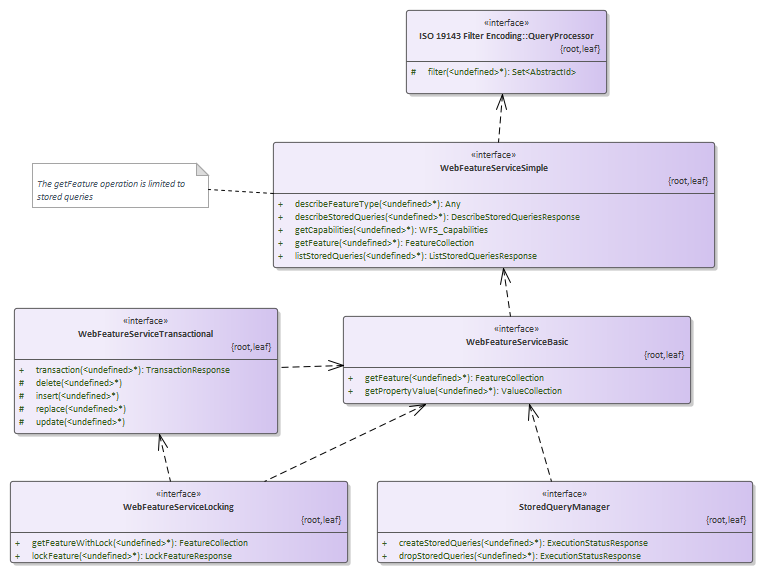 «interface»
ISO 19143 Filter Encoding::QueryProcessor
{root,leaf}
# filter(<undefined>*): Set<AbstractId>
«interface»
WebFeatureServiceSimple
{root,leaf}
+ describeFeatureType(<undefined>*): Any
+ describeStoredQueries(<undefined>*): DescribeStoredQueriesResponse
+ getCapabilities(<undefined>*): WFS_Capabilities
+ getFeature(<undefined>*): FeatureCollection
+ listStoredQueries(<undefined>*): ListStoredQueriesResponse
The getFeature operation is limited to
stored queries
«interface»
WebFeatureServiceTransactional
{root,leaf}
+ transaction(<undefined>*): TransactionResponse
# delete(<undefined>*)
# insert(<undefined>*)
# replace(<undefined>*)
# update(<undefined>*)
«interface»
WebFeatureServiceBasic
{root,leaf}
+ getFeature(<undefined>*): FeatureCollection
+ getPropertyValue(<undefined>*): ValueCollection
«interface»
WebFeatureServiceLocking
{root,leaf}
+ getFeatureWithLock(<undefined>*): FeatureCollection
+ lockFeature(<undefined>*): LockFeatureResponse
«interface»
StoredQueryManager
{root,leaf}
+ createStoredQueries(<undefined>*): ExecutionStatusResponse
+ dropStoredQueries(<undefined>*): ExecutionStatusResponse